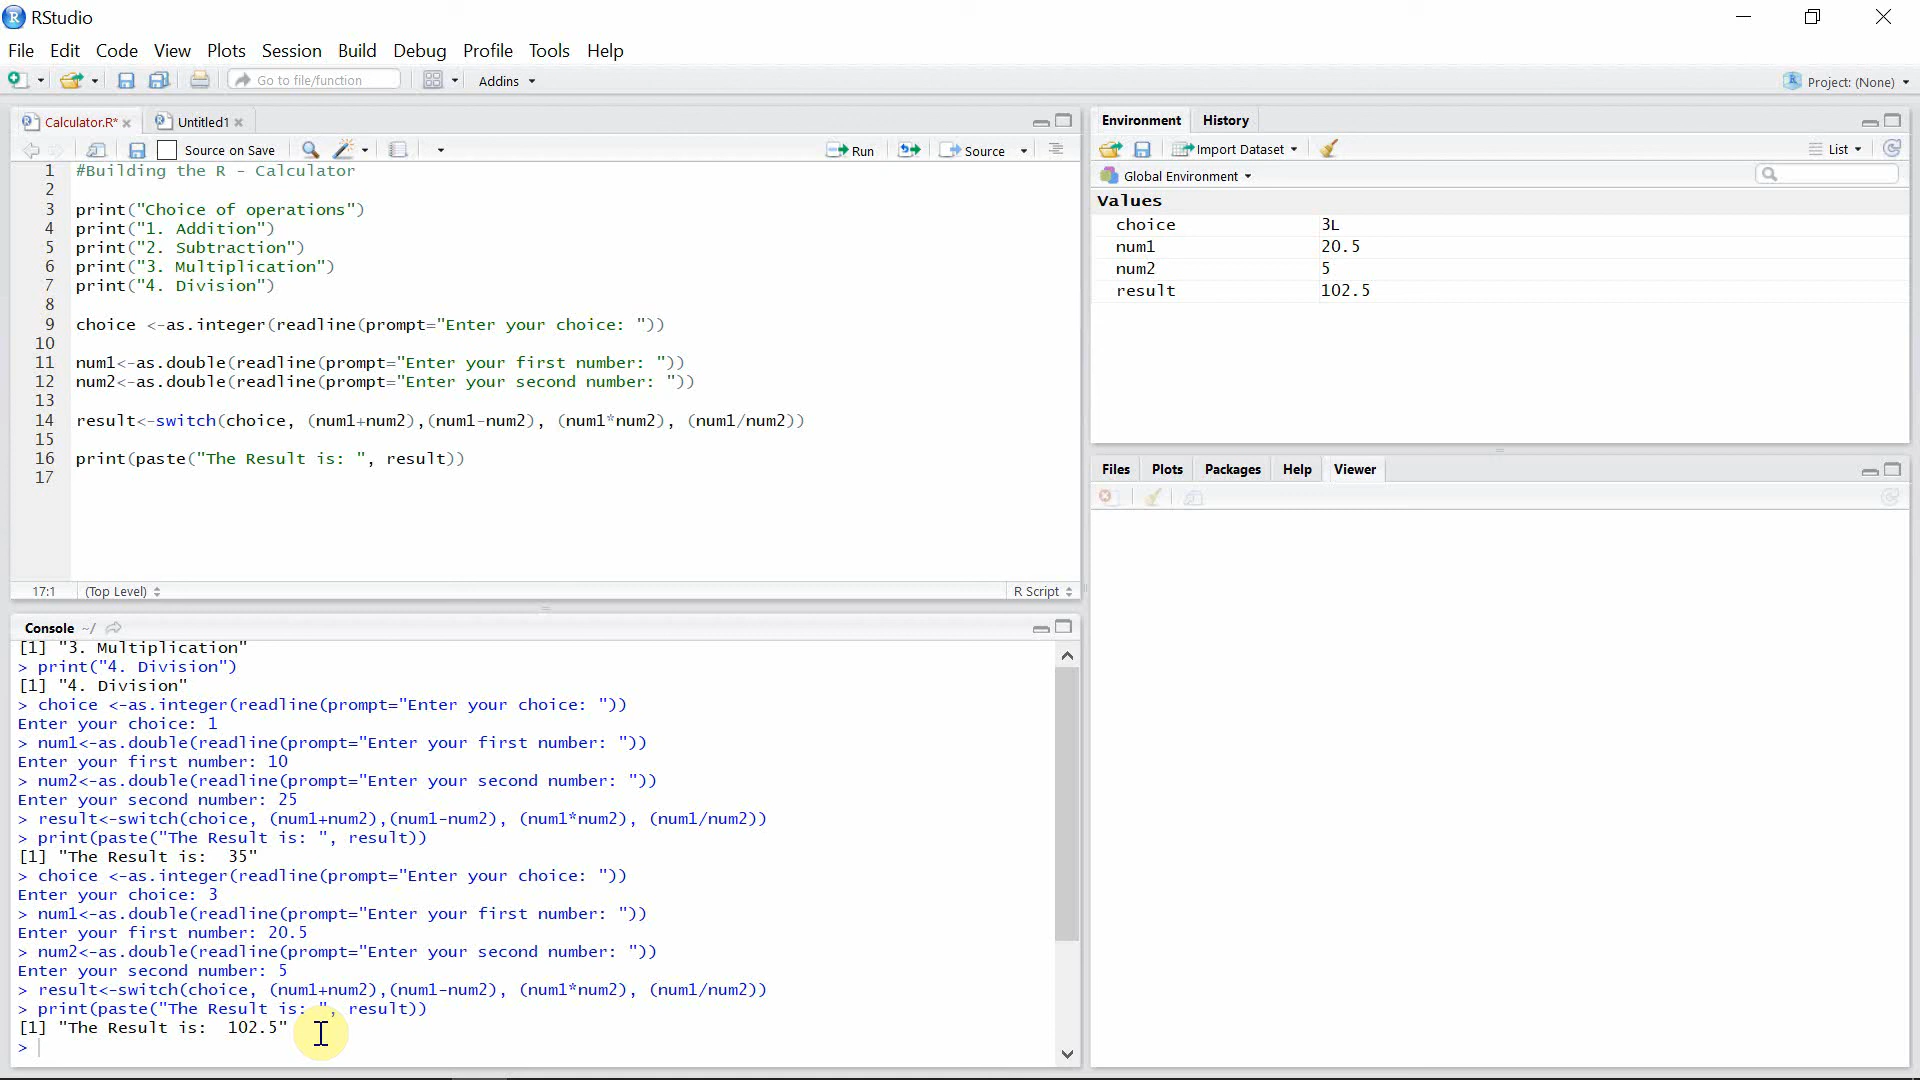 RStudio
File Edit Code View Plots Session Build Debug Profile Tools Help
Go to file/function Addins Project: (None)
Calculator.R* Untitled1
Source on Save Run Source
1 #Building the R - Calculator
2
3 print("Choice of operations")
4 print("1. Addition")
5 print("2. Subtraction")
6 print("3. Multiplication")
7 print("4. Division")
8
9 choice <-as.integer(readline(prompt="Enter your choice: "))
10
11 num1<-as.double(readline(prompt="Enter your first number: "))
12 num2<-as.double(readline(prompt="Enter your second number: "))
13
14 result<-switch(choice, (num1+num2),(num1-num2), (num1*num2), (num1/num2))
15
16 print(paste("The Result is: ", result))
17
17:1 (Top Level) R Script
Console ~/
[1] "3. Multiplication"
> print("4. Division")
[1] "4. Division"
> choice <-as.integer(readline(prompt="Enter your choice: "))
Enter your choice: 1
> num1<-as.double(readline(prompt="Enter your first number: "))
Enter your first number: 10
> num2<-as.double(readline(prompt="Enter your second number: "))
Enter your second number: 25
> result<-switch(choice, (num1+num2),(num1-num2), (num1*num2), (num1/num2))
> print(paste("The Result is: ", result))
[1] "The Result is:  35"
> choice <-as.integer(readline(prompt="Enter your choice: "))
Enter your choice: 3
> num1<-as.double(readline(prompt="Enter your first number: "))
Enter your first number: 20.5
> num2<-as.double(readline(prompt="Enter your second number: "))
Enter your second number: 5
> result<-switch(choice, (num1+num2),(num1-num2), (num1*num2), (num1/num2))
> print(paste("The Result is: ", result))
[1] "The Result is:  102.5"
>
Environment History
Import Dataset List
Global Environment
Values
choice 3L
num1 20.5
num2 5
result 102.5
Files Plots Packages Help Viewer